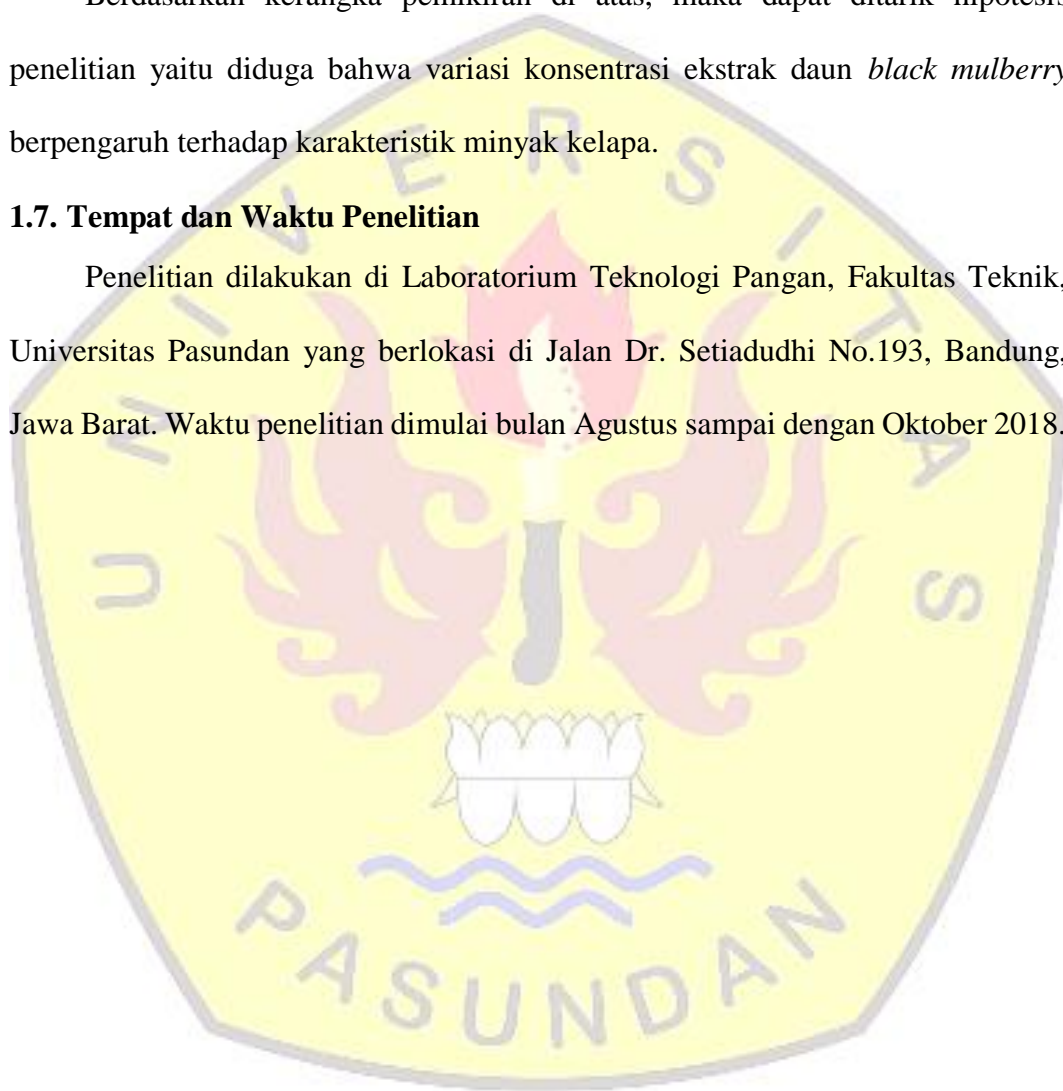 Berdasarkan kerangka pemikiran di atas, maka dapat ditarik hipotesis
penelitian yaitu diduga bahwa variasi konsentrasi ekstrak daun black mulberry
berpengaruh terhadap karakteristik minyak kelapa.
1.7. Tempat dan Waktu Penelitian
Penelitian dilakukan di Laboratorium Teknologi Pangan, Fakultas Teknik,
Universitas Pasundan yang berlokasi di Jalan Dr. Setiadudhi No.193, Bandung,
Jawa Barat. Waktu penelitian dimulai bulan Agustus sampai dengan Oktober 2018.
UNIVERSITAS
PASUNDAN